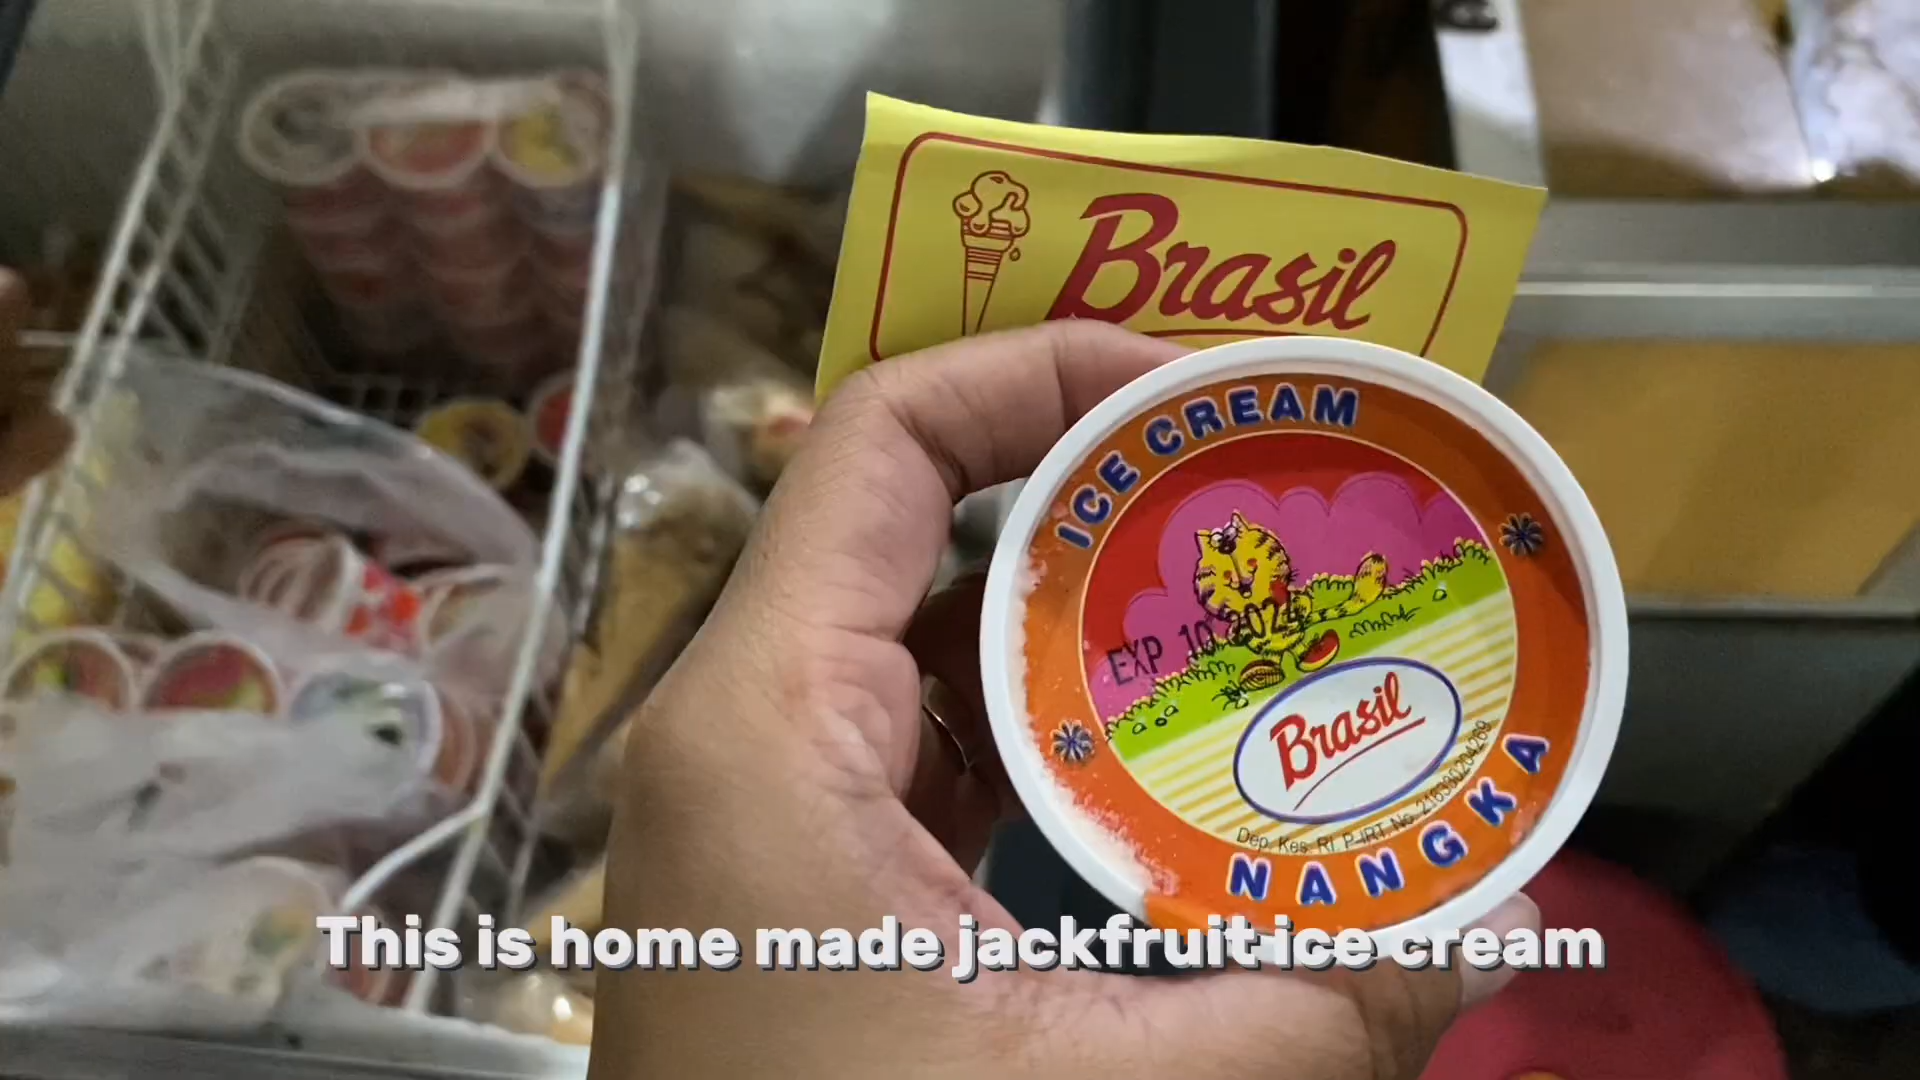 Brasil
ICE CREAM
EXP 10 2024
Brasil
Dep. Kes. RI. P-IRT. No. 216330204269
NANGKA
This is home made jackfruit ice cream